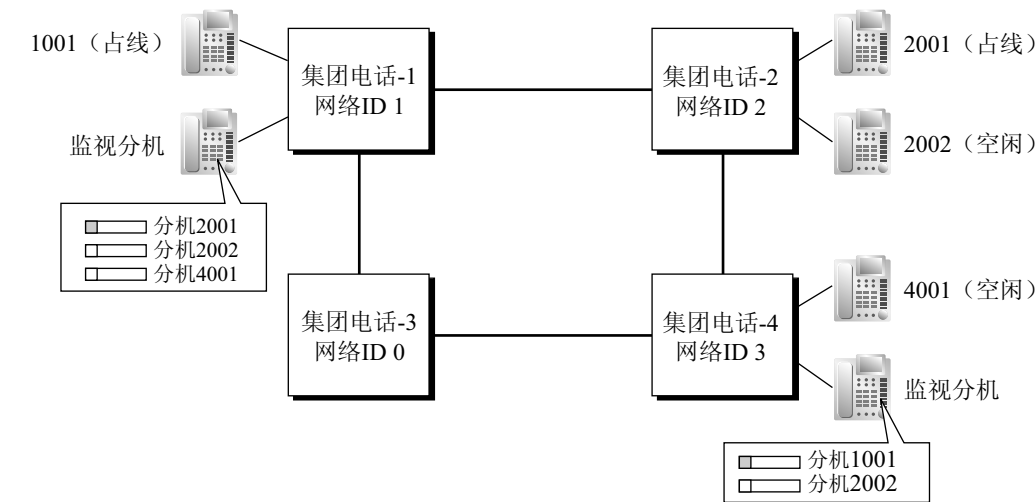 1001（占线）
集团电话-1
网络ID 1
监视分机
分机2001
分机2002
分机4001
集团电话-2
网络ID 2
2001（占线）
2002（空闲）
集团电话-3
网络ID 0
集团电话-4
网络ID 3
4001（空闲）
监视分机
分机1001
分机2002